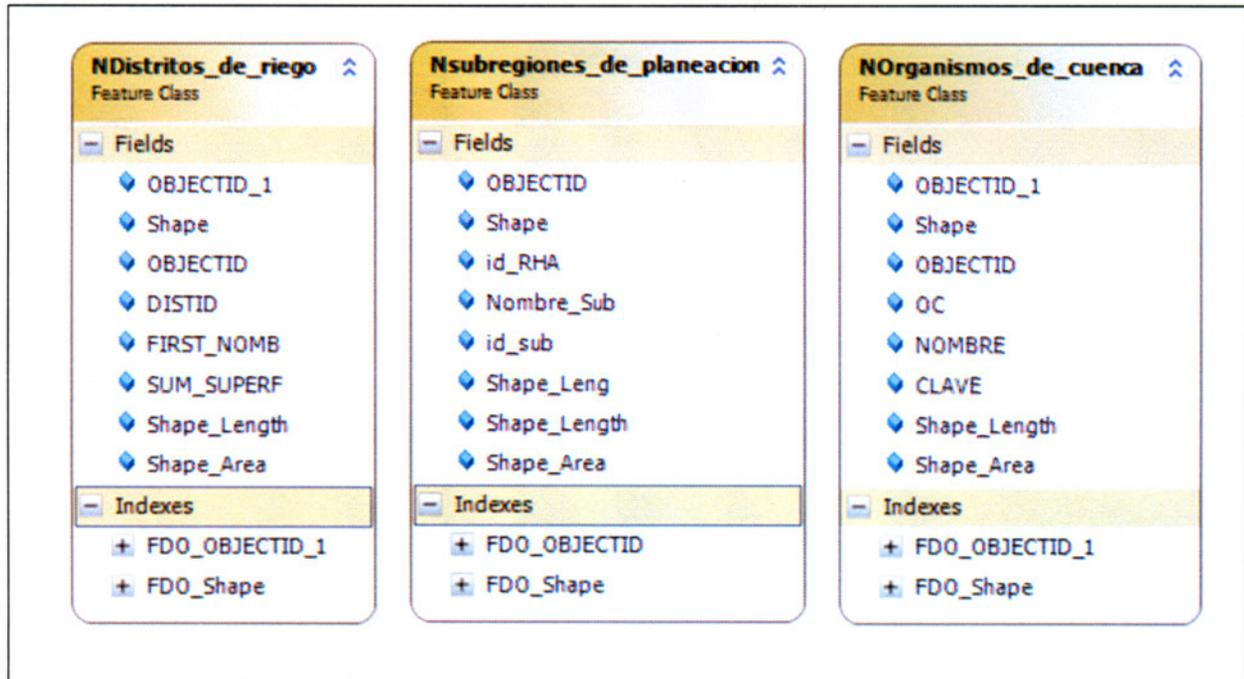 NDistritos_de_riego
Feature Class
Fields
OBJECTID_1
Shape
OBJECTID
DISTID
FIRST_NOMB
SUM_SUPERF
Shape_Length
Shape_Area
Indexes
FDO_OBJECTID_1
FDO_Shape
Nsubregiones_de_planeacion
Feature Class
Fields
OBJECTID
Shape
id_RHA
Nombre_Sub
id_sub
Shape_Leng
Shape_Length
Shape_Area
Indexes
FDO_OBJECTID
FDO_Shape
NOrganismos_de_cuenca
Feature Class
Fields
OBJECTID_1
Shape
OBJECTID
OC
NOMBRE
CLAVE
Shape_Length
Shape_Area
Indexes
FDO_OBJECTID_1
FDO_Shape